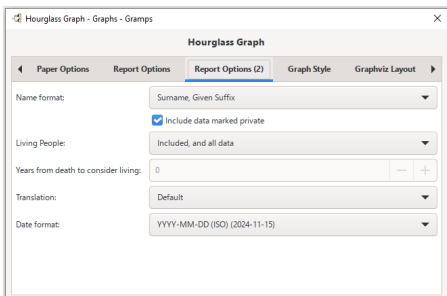 Hourglass Graph - Graphs - Gramps
Hourglass Graph
Paper Options Report Options Report Options (2) Graph Style Graphviz Layout
Name format: Surname, Given Suffix
Include data marked private
Living People: Included, and all data
Years from death to consider living: 0
Translation: Default
Date format: YYYY-MM-DD (ISO) (2024-11-15)